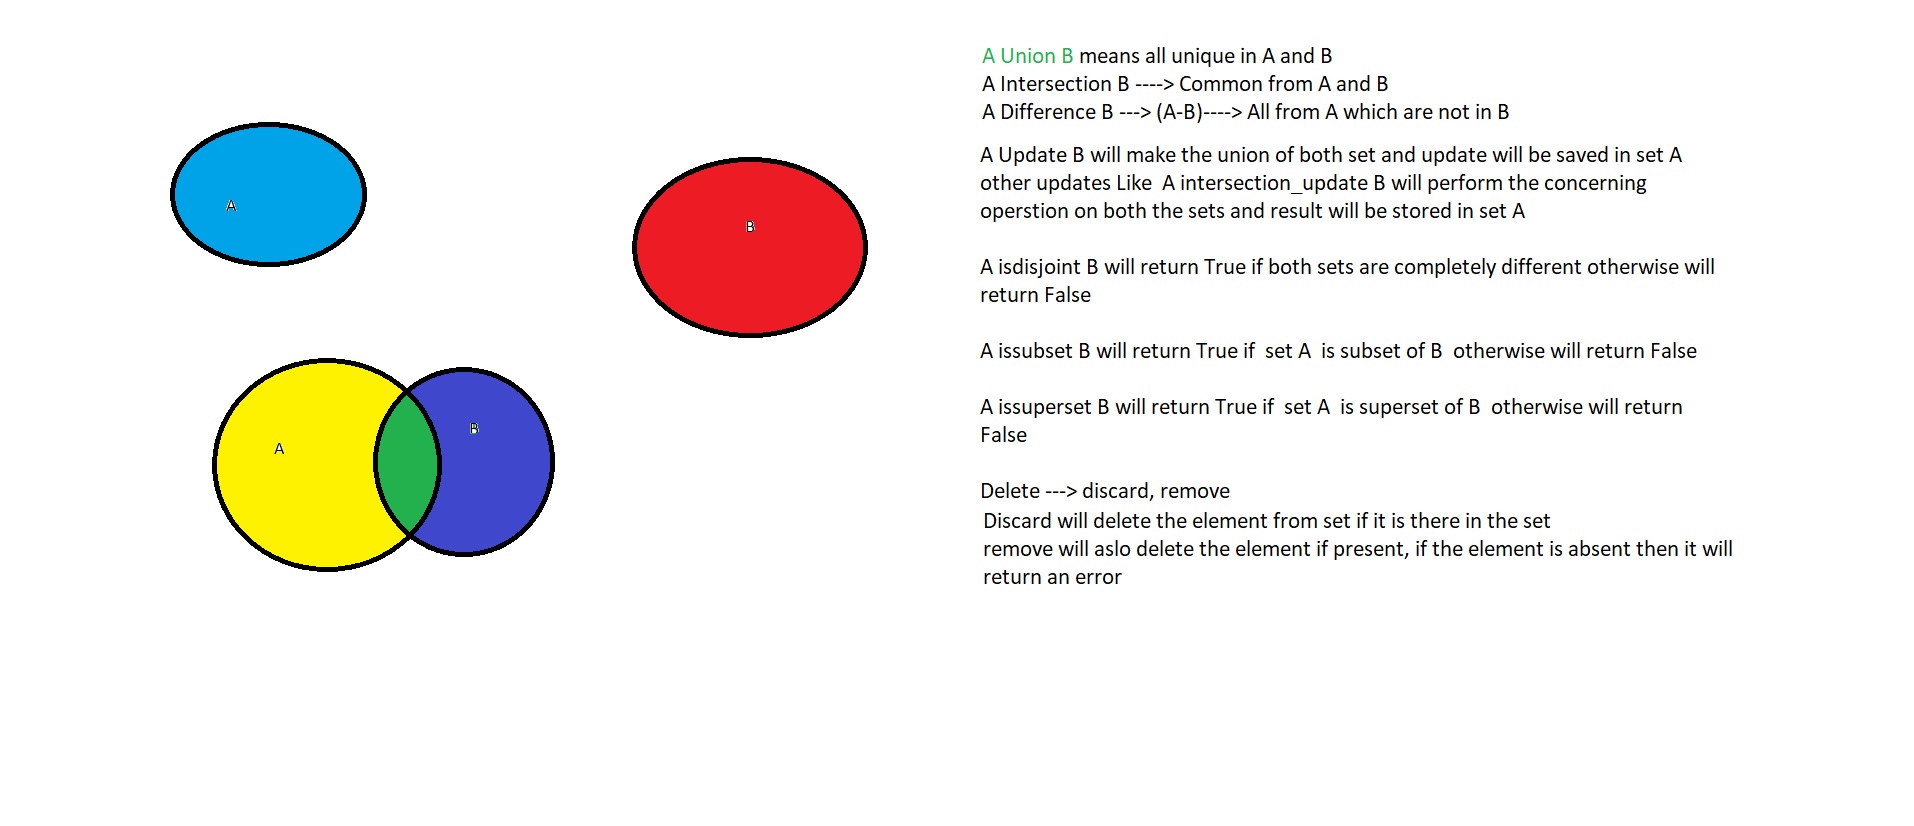 A Union B means all unique in A and B
A Intersection B ----> Common from A and B
A Difference B ---> (A-B)----> All from A which are not in B
A Update B will make the union of both set and update will be saved in set A
other updates Like  A intersection_update B will perform the concerning
operstion on both the sets and result will be stored in set A
A isdisjoint B will return True if both sets are completely different otherwise will
return False
A issubset B will return True if  set A  is subset of B  otherwise will return False
A issuperset B will return True if  set A  is superset of B  otherwise will return
False
Delete ---> discard, remove
Discard will delete the element from set if it is there in the set
remove will aslo delete the element if present, if the element is absent then it will
return an error
A
B
A
B